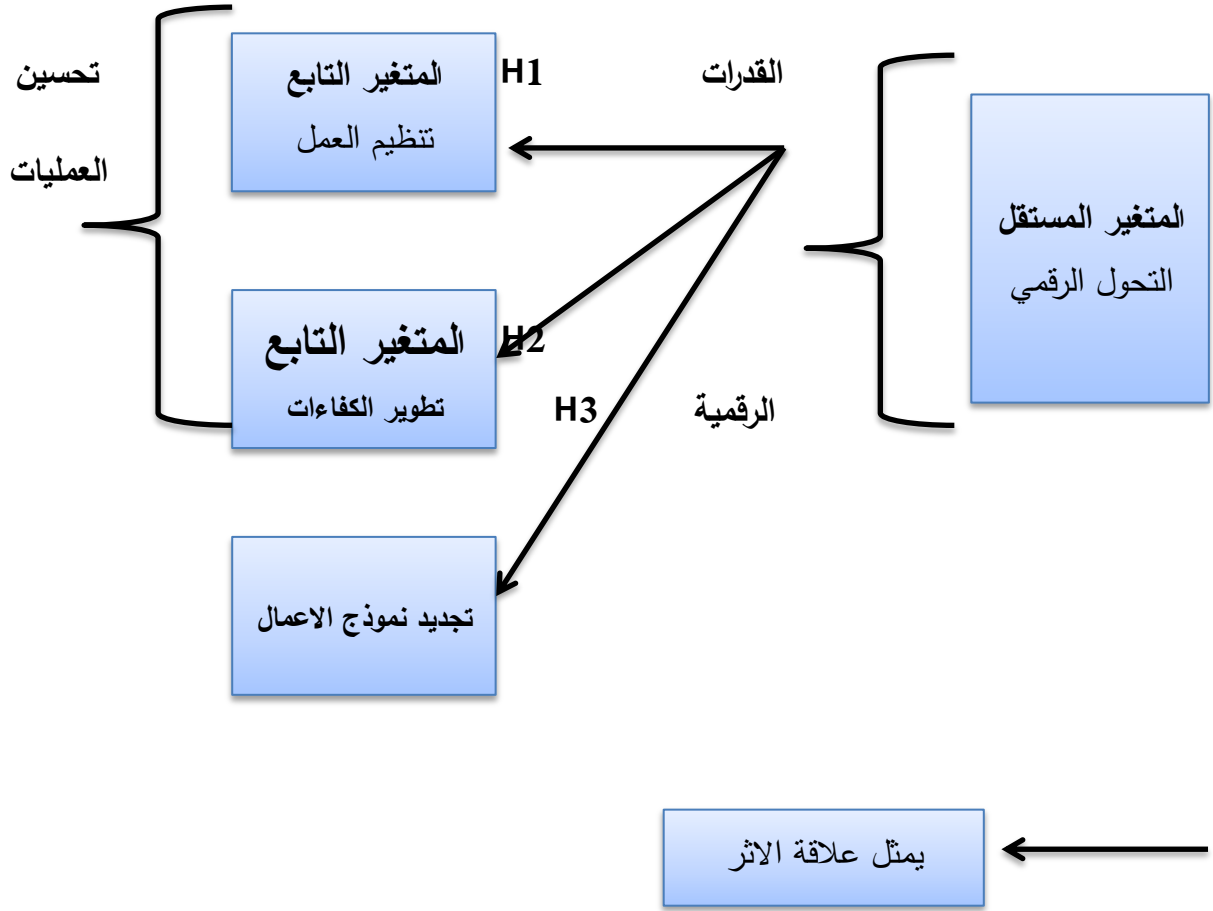 المتغير المستقل
التحول الرقمي
القدرات
الرقمية
H1
H2
H3
المتغير التابع
تنظيم العمل
المتغير التابع
تطوير الكفاءات
تجديد نموذج الاعمال
تحسين
العمليات
يمثل علاقة الاثر